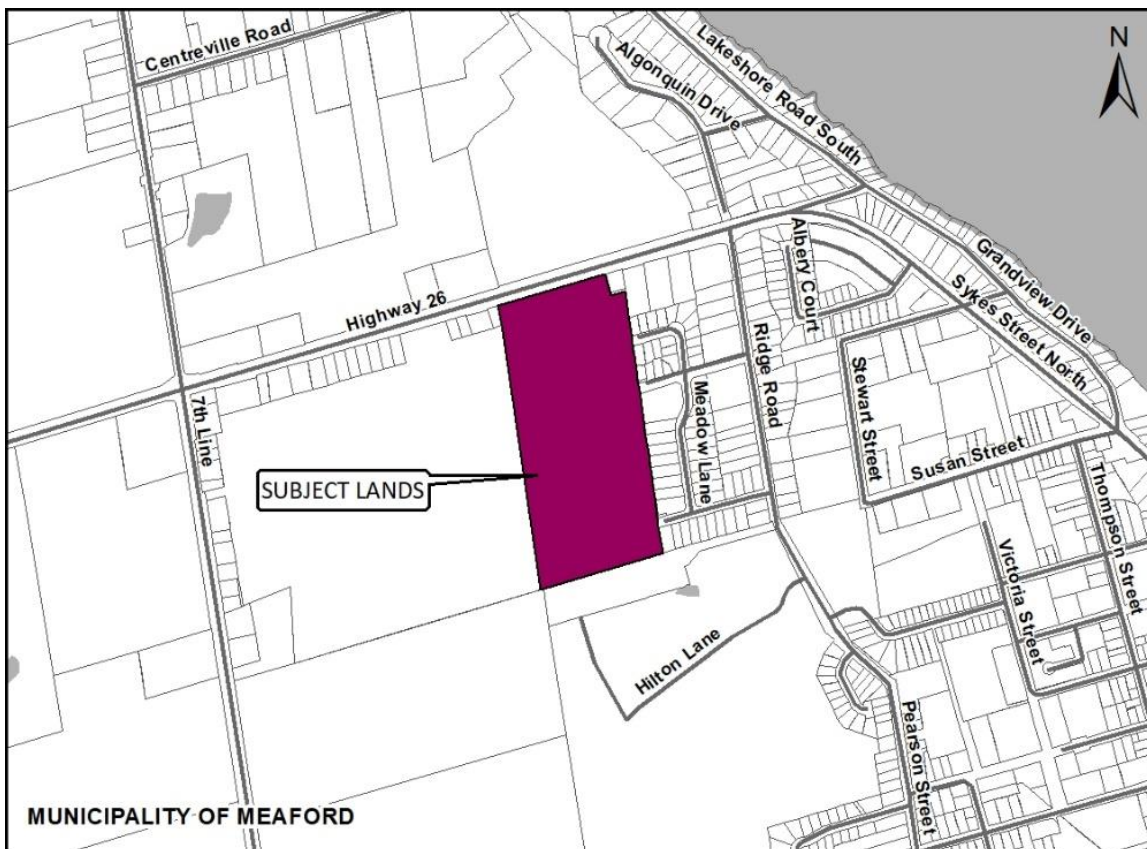 N
Centreville Road
Algonquin Drive
Lakeshore Road South
Highway 26
Albery Court
Grandview Drive
Sykes Street North
7th Line
Ridge Road
Meadow Lane
Stewart Street
SUBJECT LANDS
Susan Street
Thompson Street
Victoria Street
Hilton Lane
Pearson Street
MUNICIPALITY OF MEAFORD